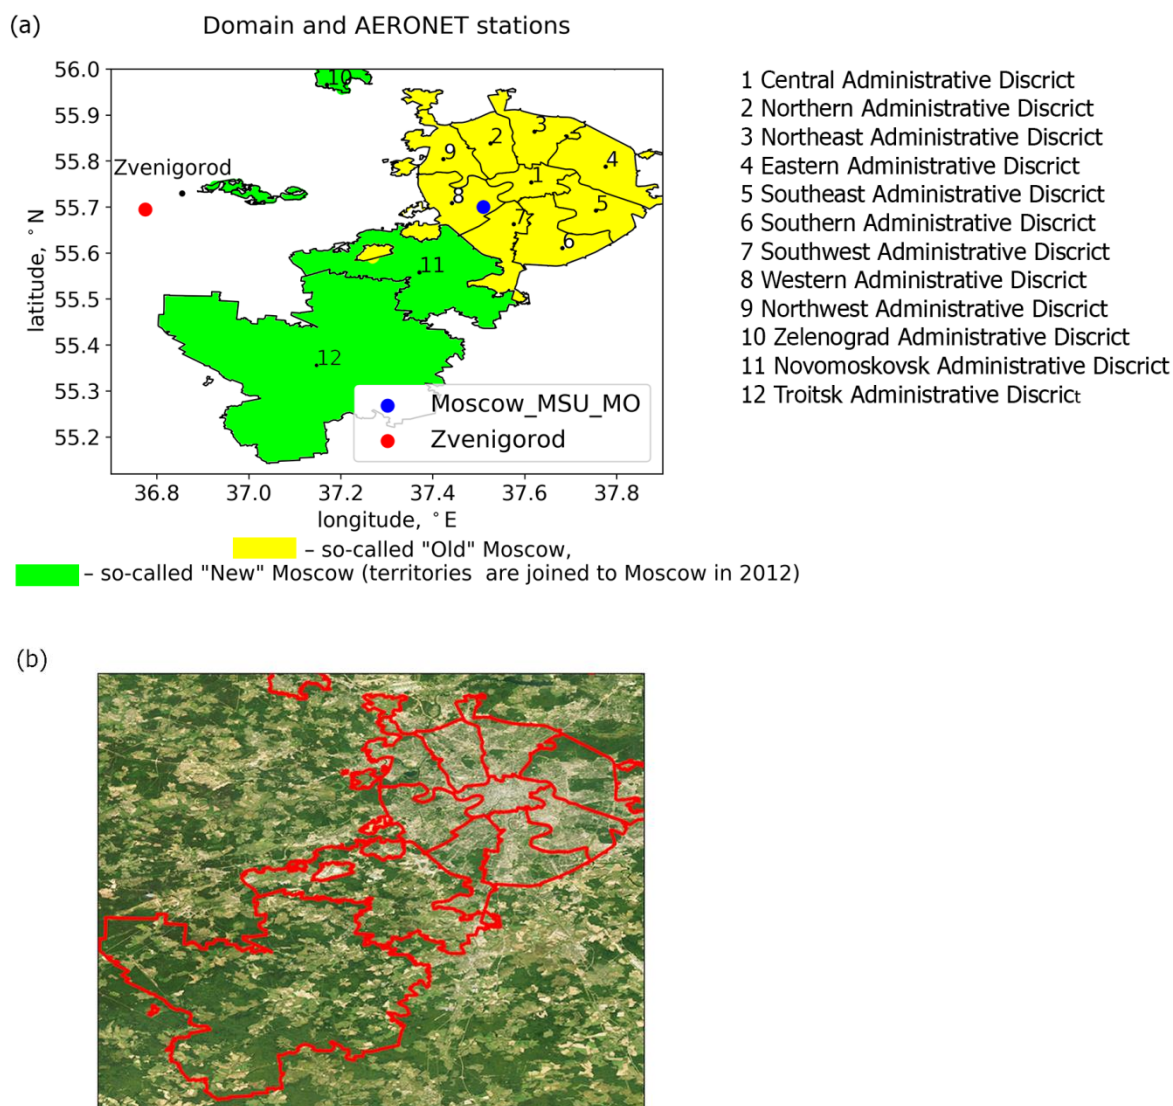 (a)
Domain and AERONET stations
56.0
55.9
55.8
55.7
55.6
55.5
55.4
55.3
55.2
latitude, °N
36.8 37.0 37.2 37.4 37.6 37.8
longitude, °E
10
2
3
9
4
Zvenigorod
1
8
5
7
6
11
12
Moscow_MSU_MO
Zvenigorod
1 Central Administrative Discrict
2 Northern Administrative Discrict
3 Northeast Administrative Discrict
4 Eastern Administrative Discrict
5 Southeast Administrative Discrict
6 Southern Administrative Discrict
7 Southwest Administrative Discrict
8 Western Administrative Discrict
9 Northwest Administrative Discrict
10 Zelenograd Administrative Discrict
11 Novomoskovsk Administrative Discrict
12 Troitsk Administrative Discrict
– so-called "Old" Moscow,
– so-called "New" Moscow (territories are joined to Moscow in 2012)
(b)